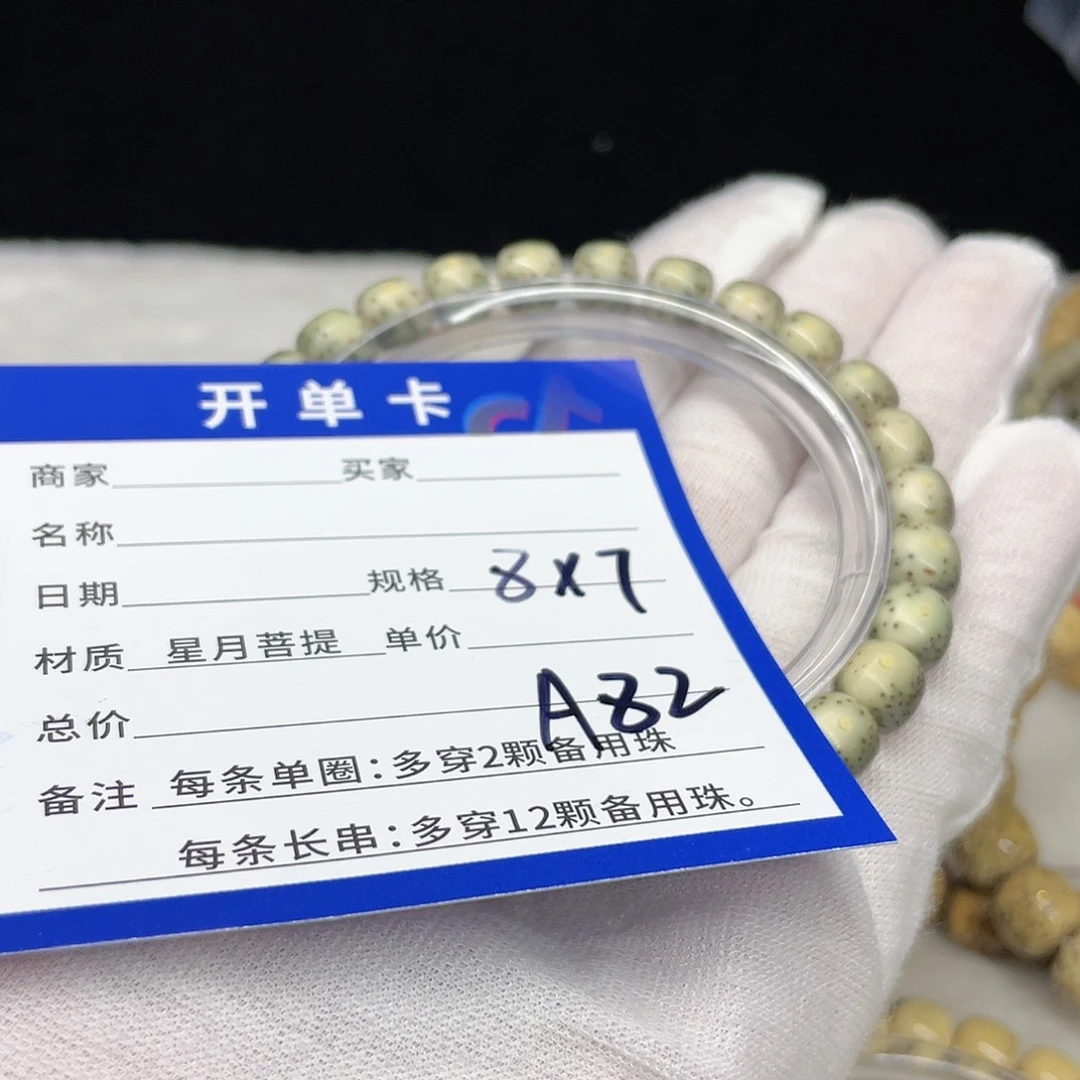 开单卡
商家 买家
名称
日期 规格 8×7
材质 星月菩提 单价
总价 A82
备注 每条单圈:多穿2颗备用珠
每条长串:多穿12颗备用珠。